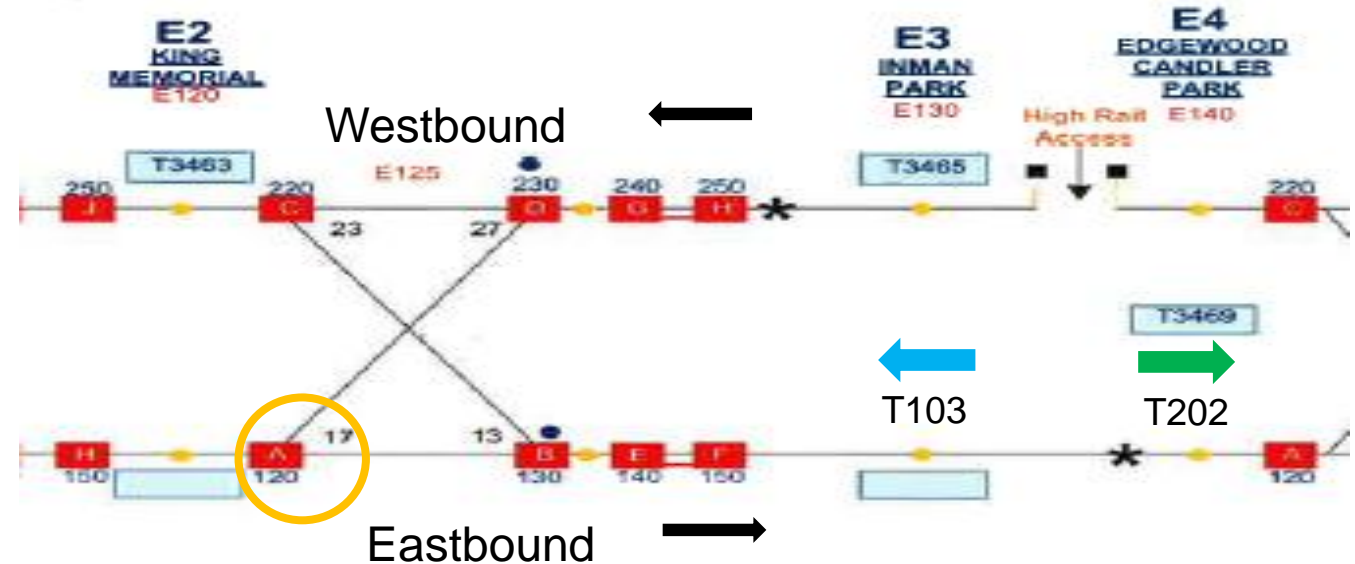 E2
KING
MEMORIAL
E120
E3
INMAN
PARK
E130
E4
EDGEWOOD
CANDLER
PARK
E140
High Rail
Access
Westbound
T3463
E125
T3465
250
220
230
240
250
220
J
C
D
G
H
*
C
23
27
T3469
T103
T202
17
13
H
A
B
E
F
*
A
150
120
130
140
150
120
Eastbound